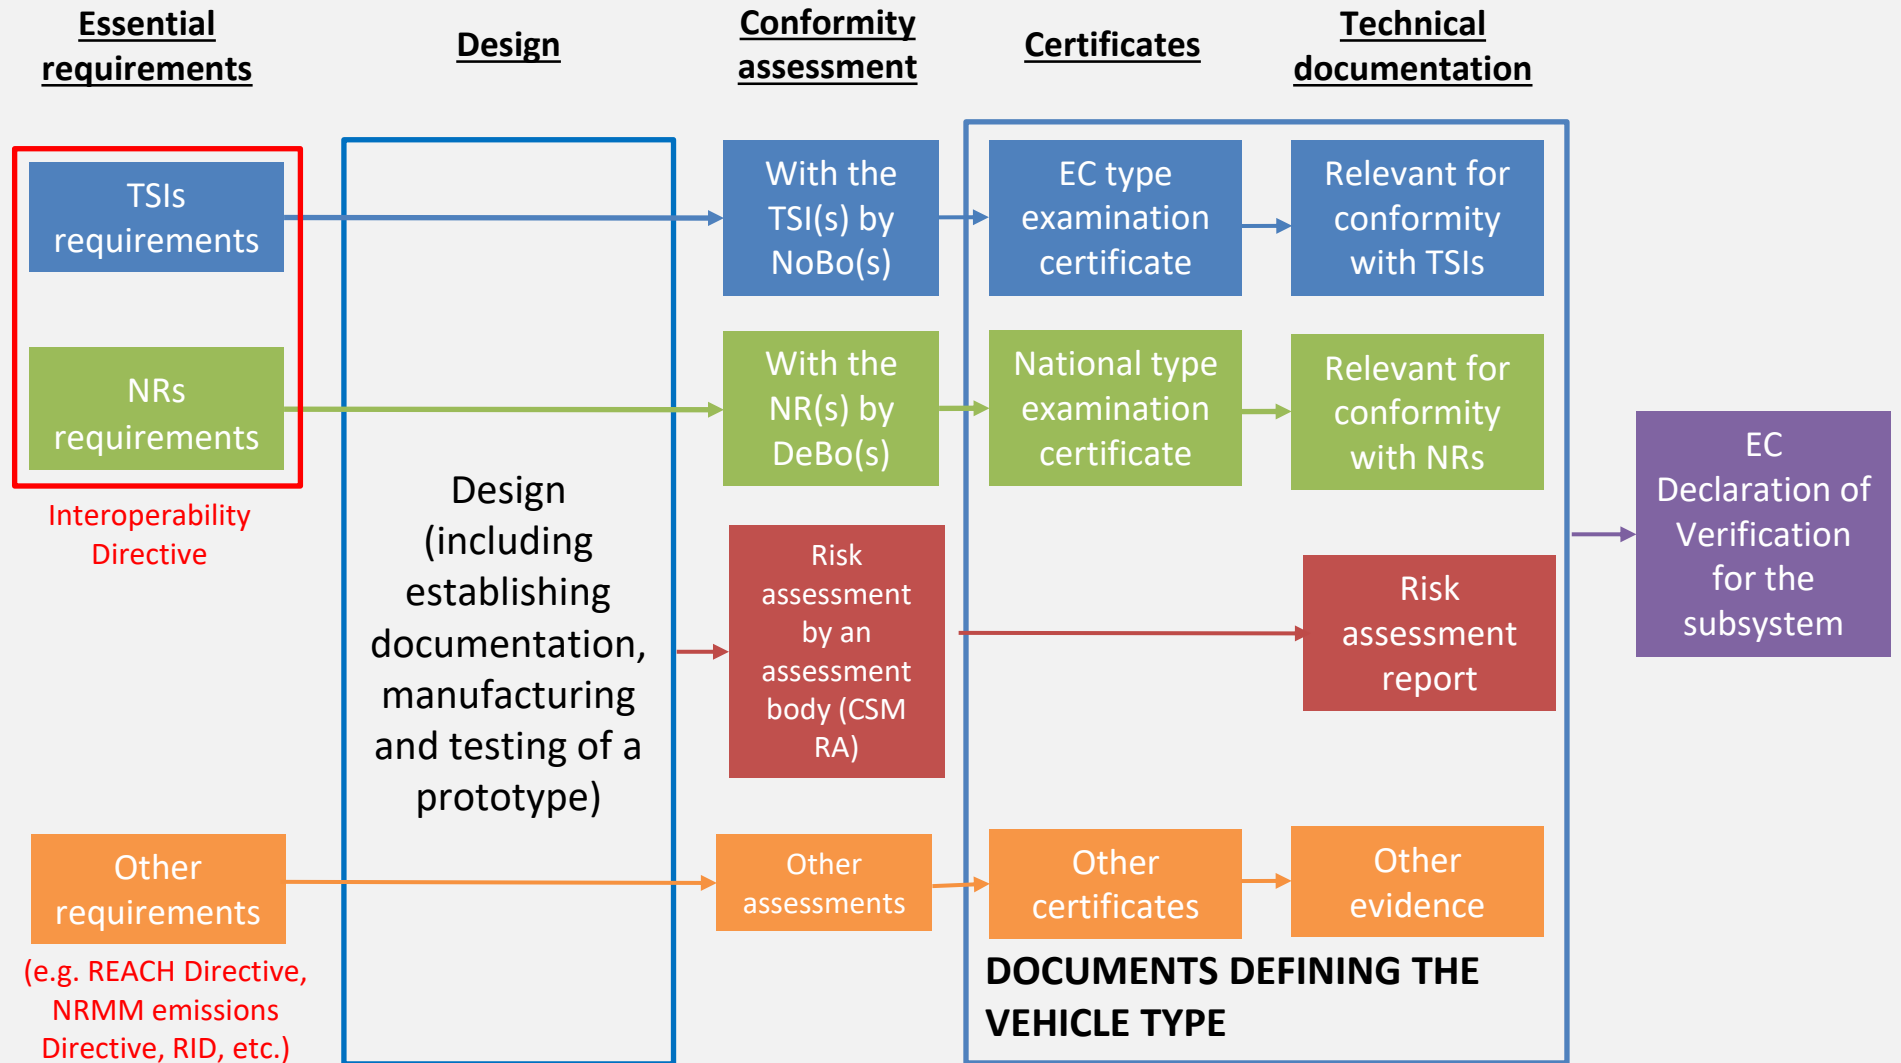 Essential
requirements
Design
Conformity
assessment
Certificates
Technical
documentation
TSIs
requirements
With the
TSI(s) by
NoBo(s)
EC type
examination
certificate
Relevant for
conformity
with TSIs
NRs
requirements
With the
NR(s) by
DeBo(s)
National type
examination
certificate
Relevant for
conformity
with NRs
Interoperability
Directive
Design
(including
establishing
documentation,
manufacturing
and testing of a
prototype)
Risk
assessment
by an
assessment
body (CSM
RA)
Risk
assessment
report
EC
Declaration of
Verification
for the
subsystem
Other
requirements
Other
assessments
Other
certificates
Other
evidence
(e.g. REACH Directive,
NRMM emissions
Directive, RID, etc.)
DOCUMENTS DEFINING THE
VEHICLE TYPE